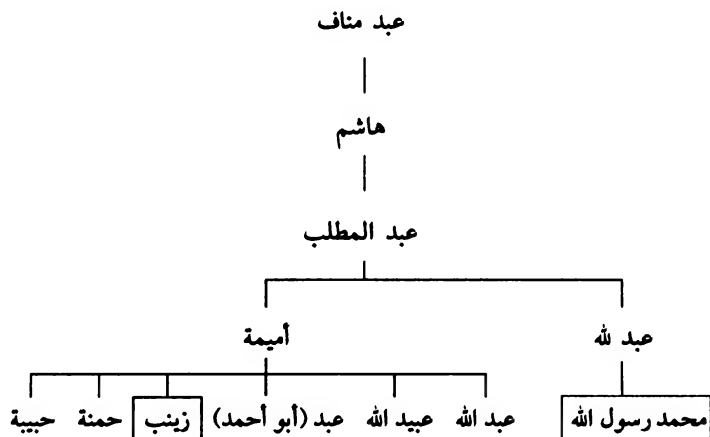 عبد مناف
هاشم
عبد المطلب
عبد لله أميمة
محمد رسول الله عبد الله عبيد الله عبد (أبو أحمد) زينب حمنة حبيبة